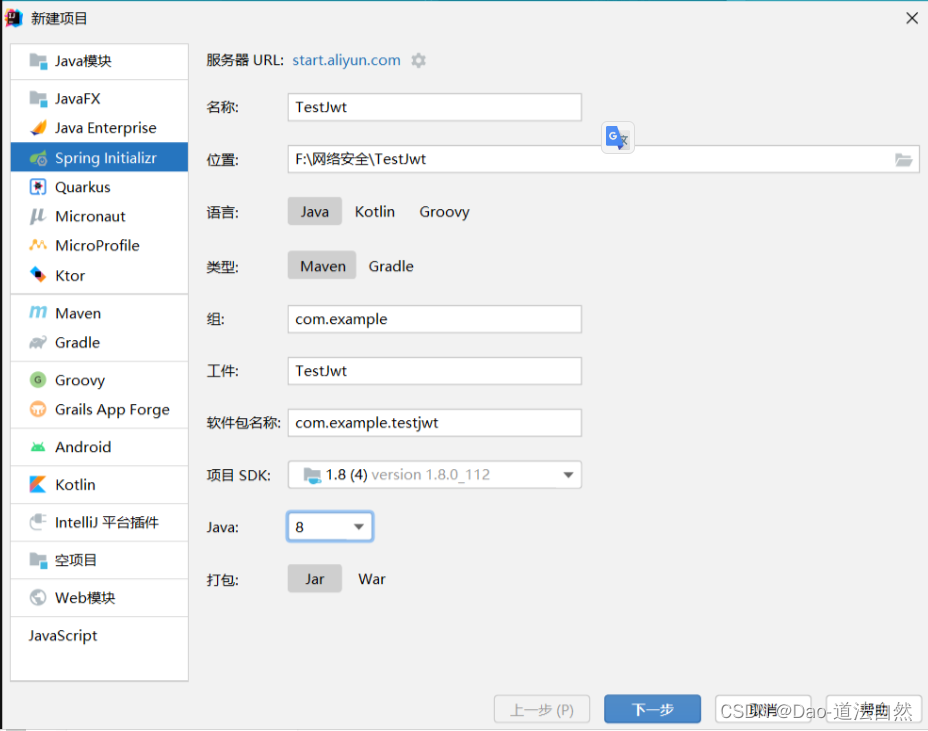 新建项目
Java模块
JavaFX
Java Enterprise
Spring Initializr
Quarkus
Micronaut
MicroProfile
Ktor
Maven
Gradle
Groovy
Grails App Forge
Android
Kotlin
IntelliJ 平台插件
空项目
Web模块
JavaScript
服务器 URL: start.aliyun.com
名称: TestJwt
位置: F:\网络安全\TestJwt
语言: Java Kotlin Groovy
类型: Maven Gradle
组: com.example
工件: TestJwt
软件包名称: com.example.testjwt
项目 SDK: 1.8 (4) version 1.8.0_112
Java: 8
打包: Jar War
上一步 (P) 下一步 取消 帮助
CSDN @Dao-道法自然